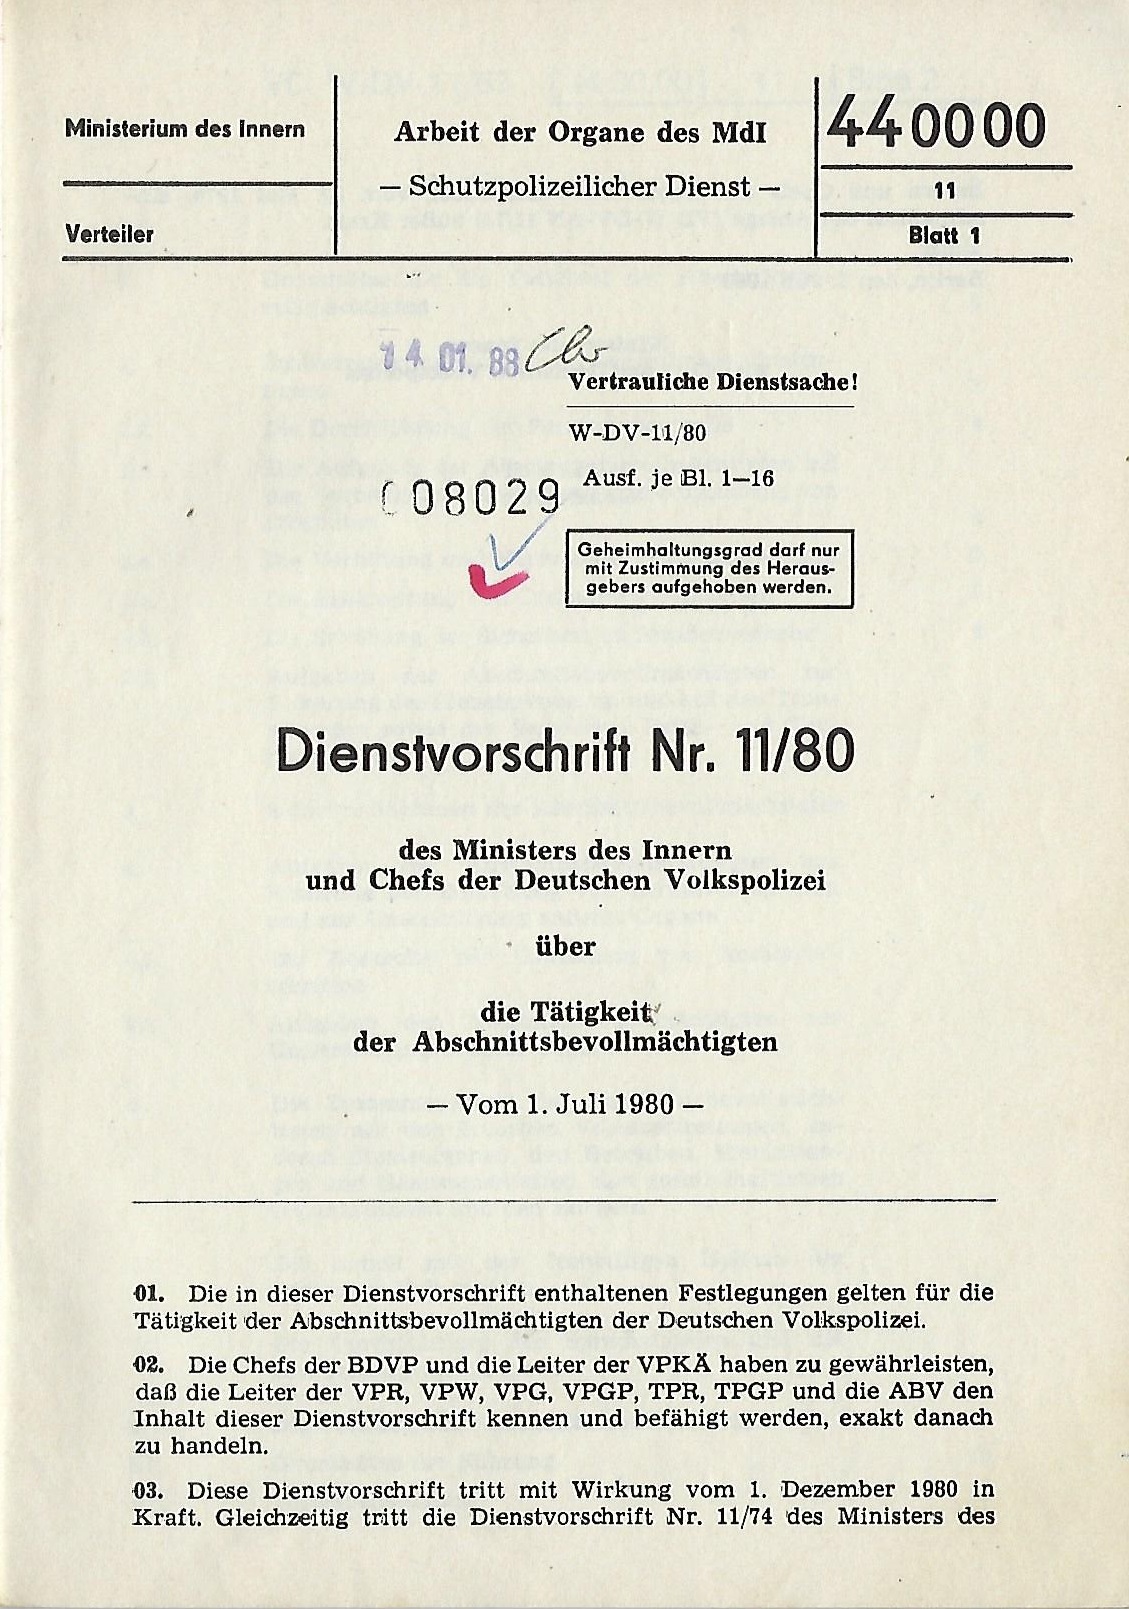 Ministerium des Innern
Verteiler
Arbeit der Organe des MdI
— Schutzpolizeilicher Dienst —
44 00 00
11
Blatt 1
14. 01. 88
Vertrauliche Dienstsache!
W-DV-11/80
008029 Ausf. je Bl. 1—16
Geheimhaltungsgrad darf nur
mit Zustimmung des Heraus-
gebers aufgehoben werden.
Dienstvorschrift Nr. 11/80
des Ministers des Innern
und Chefs der Deutschen Volkspolizei
über
die Tätigkeit
der Abschnittsbevollmächtigten
— Vom 1. Juli 1980 —
01. Die in dieser Dienstvorschrift enthaltenen Festlegungen gelten für die
Tätigkeit der Abschnittsbevollmächtigten der Deutschen Volkspolizei.
02. Die Chefs der BDVP und die Leiter der VPKÄ haben zu gewährleisten,
daß die Leiter der VPR, VPW, VPG, VPGP, TPR, TPGP und die ABV den
Inhalt dieser Dienstvorschrift kennen und befähigt werden, exakt danach
zu handeln.
03. Diese Dienstvorschrift tritt mit Wirkung vom 1. Dezember 1980 in
Kraft. Gleichzeitig tritt die Dienstvorschrift Nr. 11/74 des Ministers des